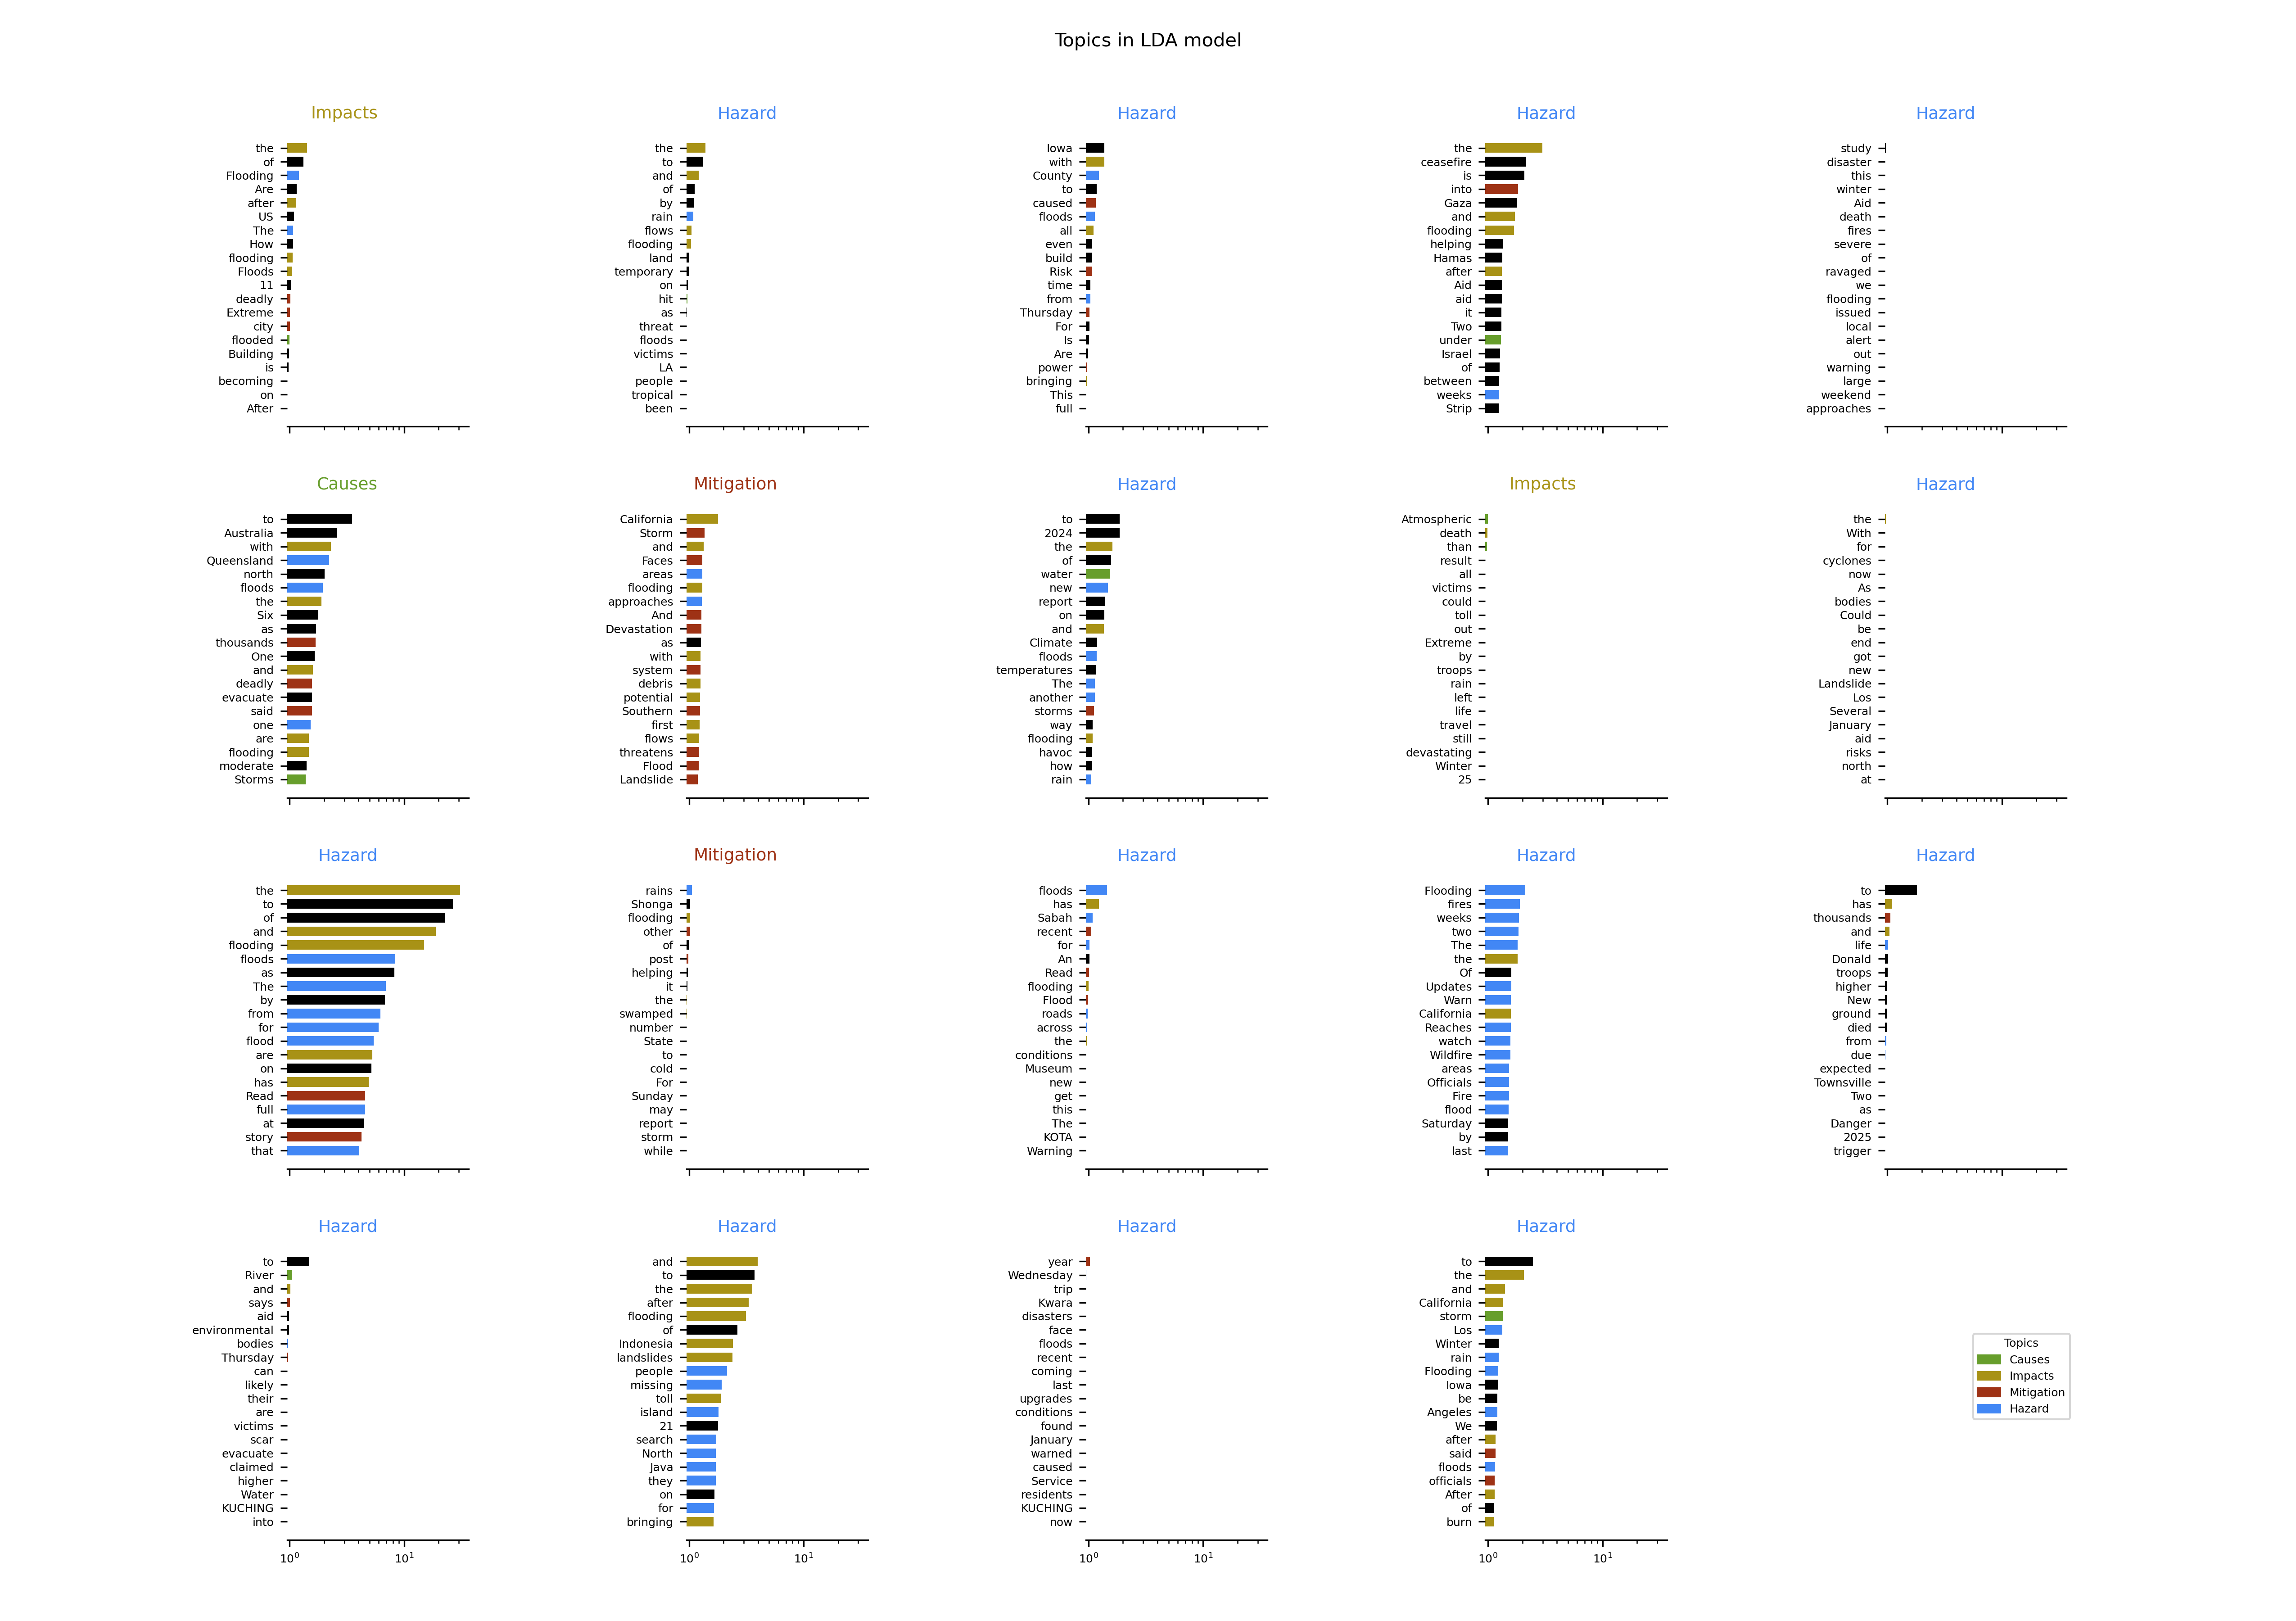 Topics in LDA model
Impacts
the
of
Flooding
Are
after
US
The
How
flooding
Floods
11
deadly
Extreme
city
flooded
Building
is
becoming
on
After
Hazard
the
to
and
of
by
rain
flows
flooding
land
temporary
on
hit
as
threat
floods
victims
LA
people
tropical
been
Hazard
Iowa
with
County
to
caused
floods
all
even
build
Risk
time
from
Thursday
For
Is
Are
power
bringing
This
full
Hazard
the
ceasefire
is
into
Gaza
and
flooding
helping
Hamas
after
Aid
aid
it
Two
under
Israel
of
between
weeks
Strip
Hazard
study
disaster
this
winter
Aid
death
fires
severe
of
ravaged
we
flooding
issued
local
alert
out
warning
large
weekend
approaches
Causes
to
Australia
with
Queensland
north
floods
the
Six
as
thousands
One
and
deadly
evacuate
said
one
are
flooding
moderate
Storms
Mitigation
California
Storm
and
Faces
areas
flooding
approaches
And
Devastation
as
with
system
debris
potential
Southern
first
flows
threatens
Flood
Landslide
Hazard
to
2024
the
of
water
new
report
on
and
Climate
floods
temperatures
The
another
storms
way
flooding
havoc
how
rain
Impacts
Atmospheric
death
than
result
all
victims
could
toll
out
Extreme
by
troops
rain
left
life
travel
still
devastating
Winter
25
Hazard
the
With
for
cyclones
now
As
bodies
Could
be
end
got
new
Landslide
Los
Several
January
aid
risks
north
at
Hazard
the
to
of
and
flooding
floods
as
The
by
from
for
flood
are
on
has
Read
full
at
story
that
Mitigation
rains
Shonga
flooding
other
of
post
helping
it
the
swamped
number
State
to
cold
For
Sunday
may
report
storm
while
Hazard
floods
has
Sabah
recent
for
An
Read
flooding
Flood
roads
across
the
conditions
Museum
new
get
this
The
KOTA
Warning
Hazard
Flooding
fires
weeks
two
The
the
Of
Updates
Warn
California
Reaches
watch
Wildfire
areas
Officials
Fire
flood
Saturday
by
last
Hazard
to
has
thousands
and
life
Donald
troops
higher
New
ground
died
from
due
expected
Townsville
Two
as
Danger
2025
trigger
Hazard
to
River
and
says
aid
environmental
bodies
Thursday
can
likely
their
are
victims
scar
evacuate
claimed
higher
Water
KUCHING
into
10⁰ 10¹
Hazard
and
to
the
after
flooding
of
Indonesia
landslides
people
missing
toll
island
21
search
North
Java
they
on
for
bringing
10⁰ 10¹
Hazard
year
Wednesday
trip
Kwara
disasters
face
floods
recent
coming
last
upgrades
conditions
found
January
warned
caused
Service
residents
KUCHING
now
10⁰ 10¹
Hazard
to
the
and
California
storm
Los
Winter
rain
Flooding
Iowa
be
Angeles
We
after
said
floods
officials
After
of
burn
10⁰ 10¹
Topics
Causes
Impacts
Mitigation
Hazard